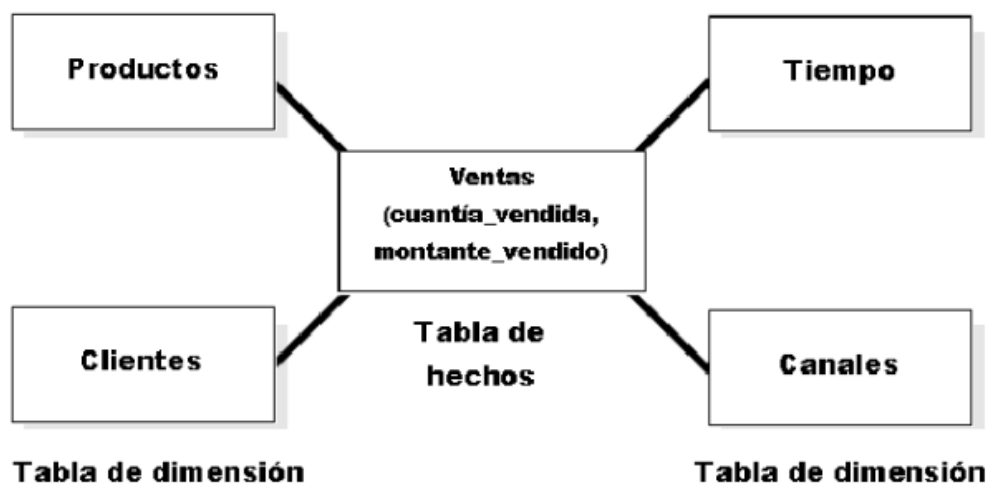 Productos
Tiempo
Ventas
(cuantía_vendida,
montante_vendido)
Clientes
Tabla de
hechos
Canales
Tabla de dimensión
Tabla de dimensión